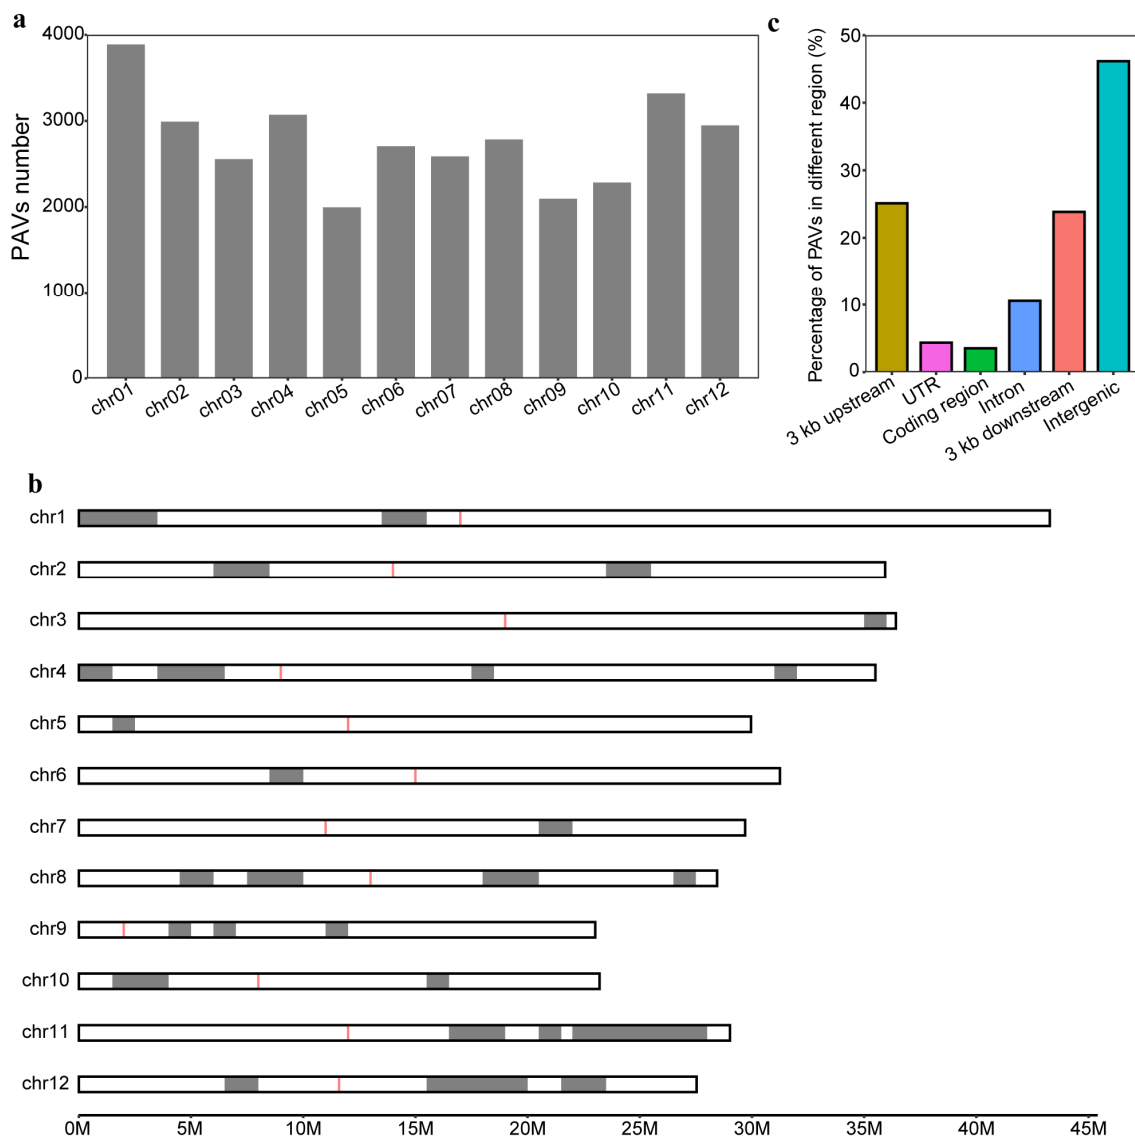 a
PAVs number
4000
3000
2000
1000
0
chr01 chr02 chr03 chr04 chr05 chr06 chr07 chr08 chr09 chr10 chr11 chr12
c
Percentage of PAVs in different region (%)
50
40
30
20
10
0
3 kb upstream
UTR
Coding region
Intron
3 kb downstream
Intergenic
b
chr1
chr2
chr3
chr4
chr5
chr6
chr7
chr8
chr9
chr10
chr11
chr12
0M 5M 10M 15M 20M 25M 30M 35M 40M 45M